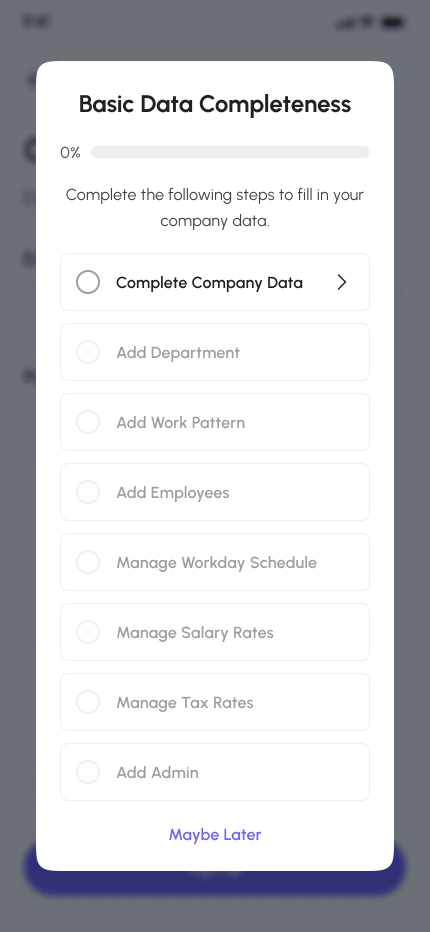 Basic Data Completeness
0%
Complete the following steps to fill in your
company data.
Complete Company Data
Add Department
Add Work Pattern
Add Employees
Manage Workday Schedule
Manage Salary Rates
Manage Tax Rates
Add Admin
Maybe Later